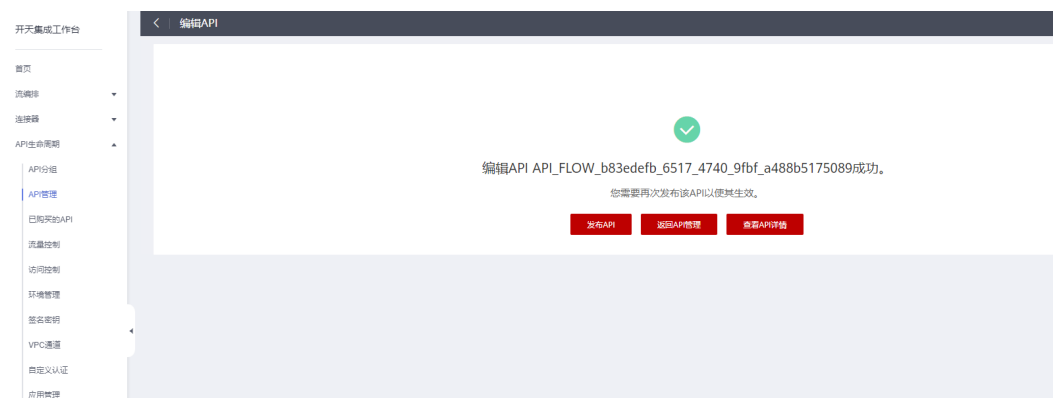 开天集成工作台
编辑API
首页
流编排
连接器
API生命周期
API分组
API管理
已购买的API
流量控制
访问控制
环境管理
签名密钥
VPC通道
自定义认证
应用管理
编辑API API_FLOW_b83edefb_6517_4740_9fbf_a488b5175089成功。
您需要再次发布该API以使其生效。
发布API 返回API管理 查看API详情